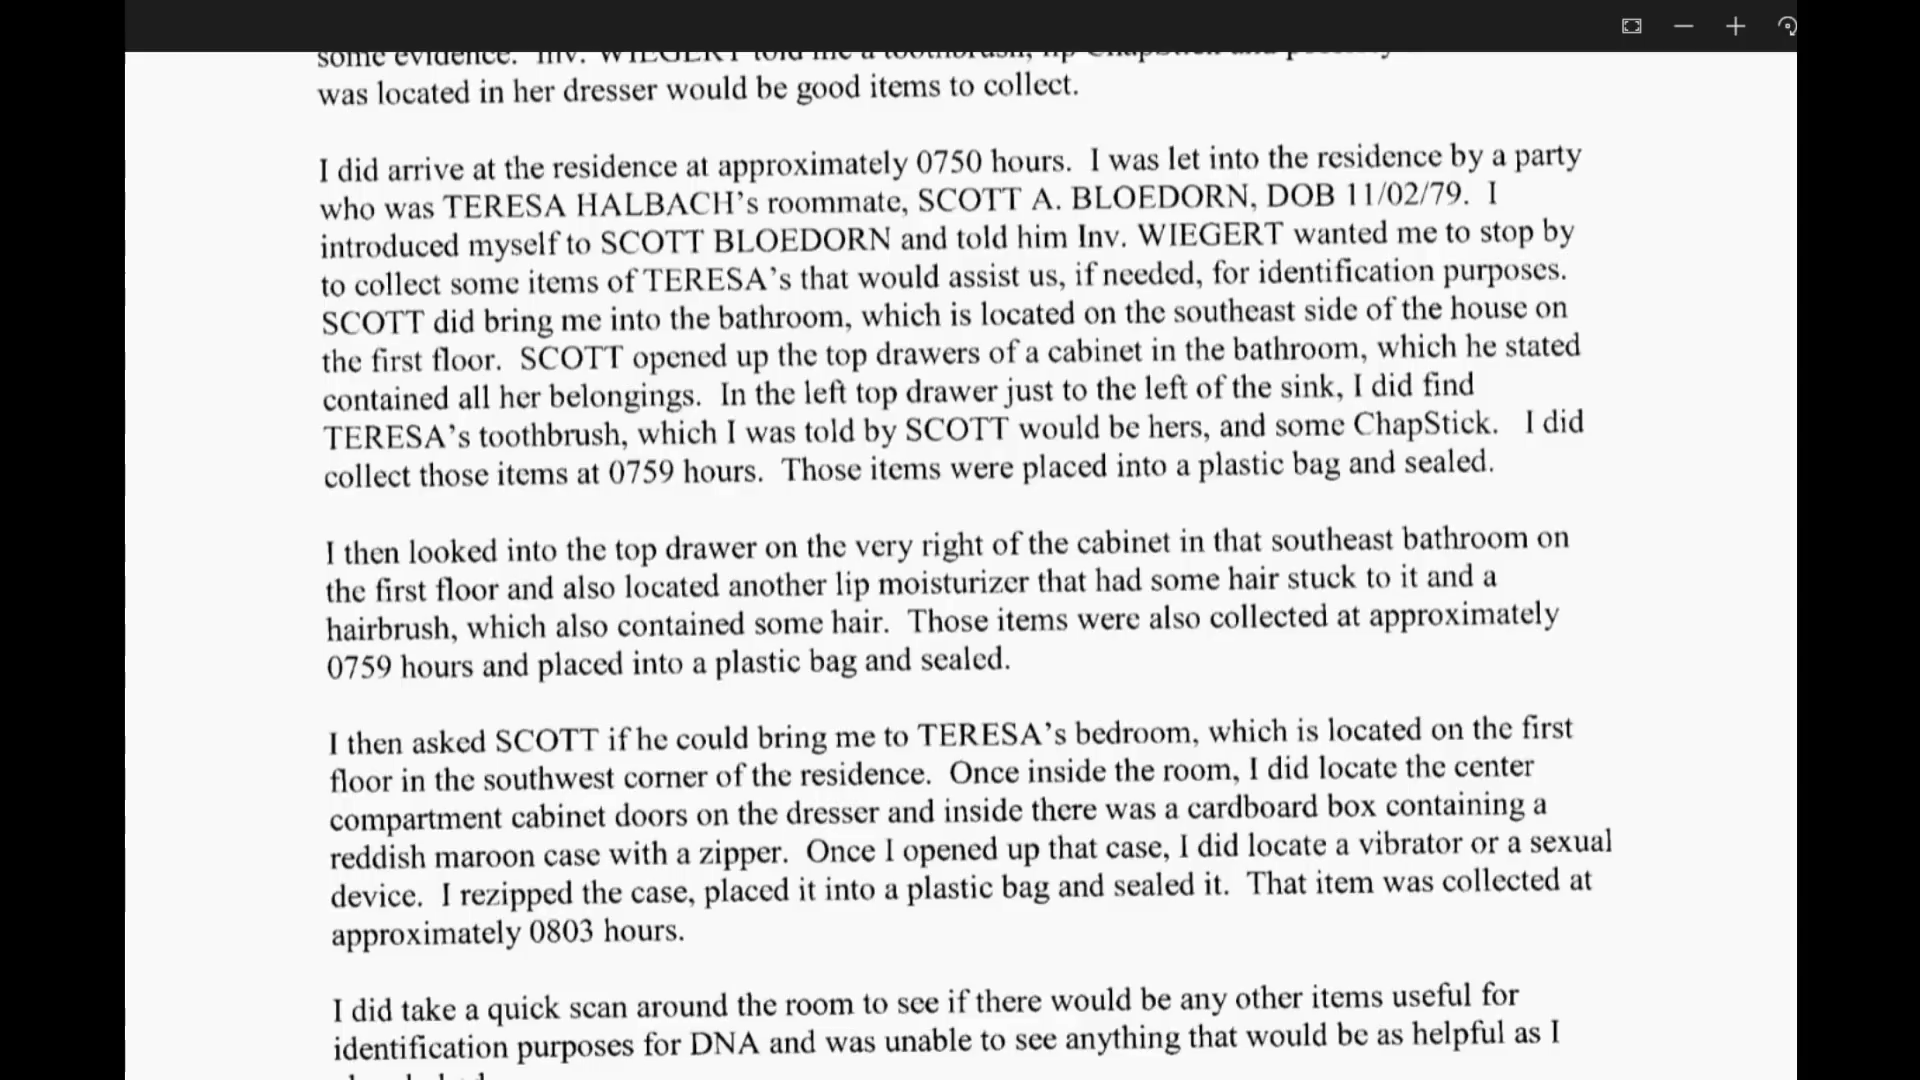 some evidence.  Inv. WIEGERT told me a toothbrush, lip ChapStick and
was located in her dresser would be good items to collect.
I did arrive at the residence at approximately 0750 hours.  I was let into the residence by a party
who was TERESA HALBACH's roommate, SCOTT A. BLOEDORN, DOB 11/02/79.  I
introduced myself to SCOTT BLOEDORN and told him Inv. WIEGERT wanted me to stop by
to collect some items of TERESA's that would assist us, if needed, for identification purposes.
SCOTT did bring me into the bathroom, which is located on the southeast side of the house on
the first floor.  SCOTT opened up the top drawers of a cabinet in the bathroom, which he stated
contained all her belongings.  In the left top drawer just to the left of the sink, I did find
TERESA's toothbrush, which I was told by SCOTT would be hers, and some ChapStick.  I did
collect those items at 0759 hours.  Those items were placed into a plastic bag and sealed.
I then looked into the top drawer on the very right of the cabinet in that southeast bathroom on
the first floor and also located another lip moisturizer that had some hair stuck to it and a
hairbrush, which also contained some hair.  Those items were also collected at approximately
0759 hours and placed into a plastic bag and sealed.
I then asked SCOTT if he could bring me to TERESA's bedroom, which is located on the first
floor in the southwest corner of the residence.  Once inside the room, I did locate the center
compartment cabinet doors on the dresser and inside there was a cardboard box containing a
reddish maroon case with a zipper.  Once I opened up that case, I did locate a vibrator or a sexual
device.  I rezipped the case, placed it into a plastic bag and sealed it.  That item was collected at
approximately 0803 hours.
I did take a quick scan around the room to see if there would be any other items useful for
identification purposes for DNA and was unable to see anything that would be as helpful as I